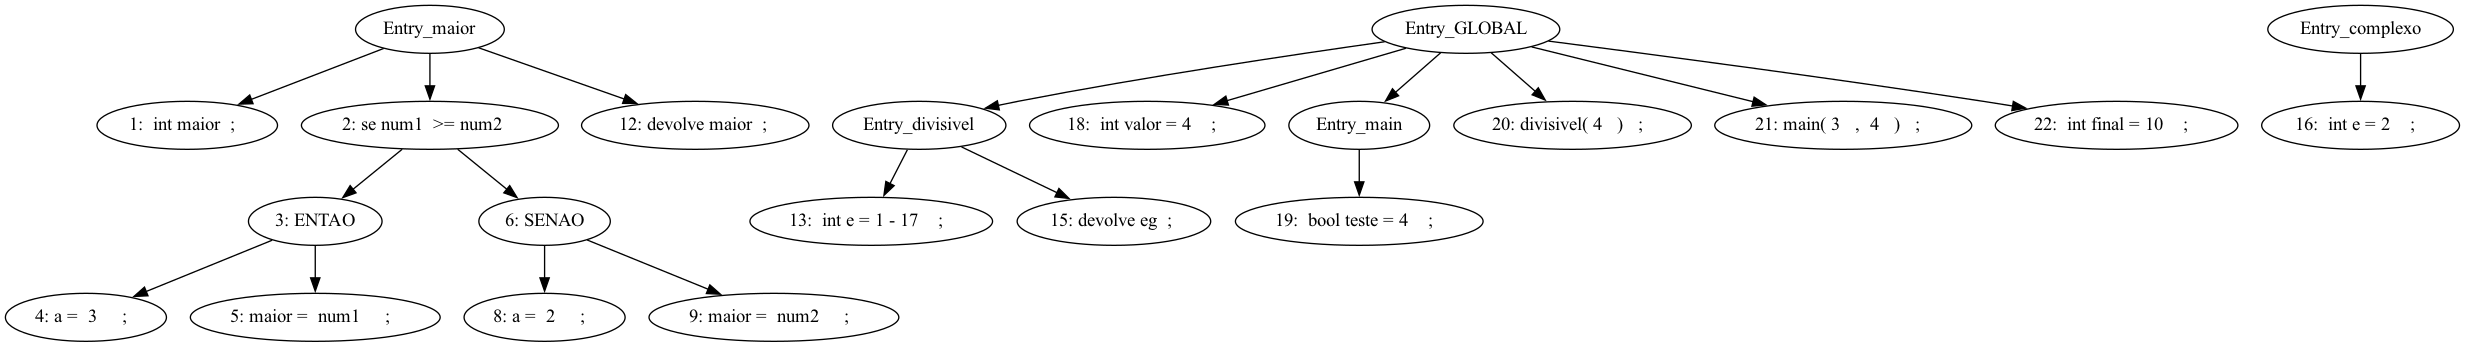 Entry_maior
Entry_GLOBAL
Entry_complexo
1: int maior ;
2: se num1 >= num2
12: devolve maior ;
Entry_divisivel
18: int valor = 4 ;
Entry_main
20: divisivel( 4 ) ;
21: main( 3 , 4 ) ;
22: int final = 10 ;
16: int e = 2 ;
3: ENTAO
6: SENAO
13: int e = 1 - 17 ;
15: devolve eg ;
19: bool teste = 4 ;
4: a = 3 ;
5: maior = num1 ;
8: a = 2 ;
9: maior = num2 ;